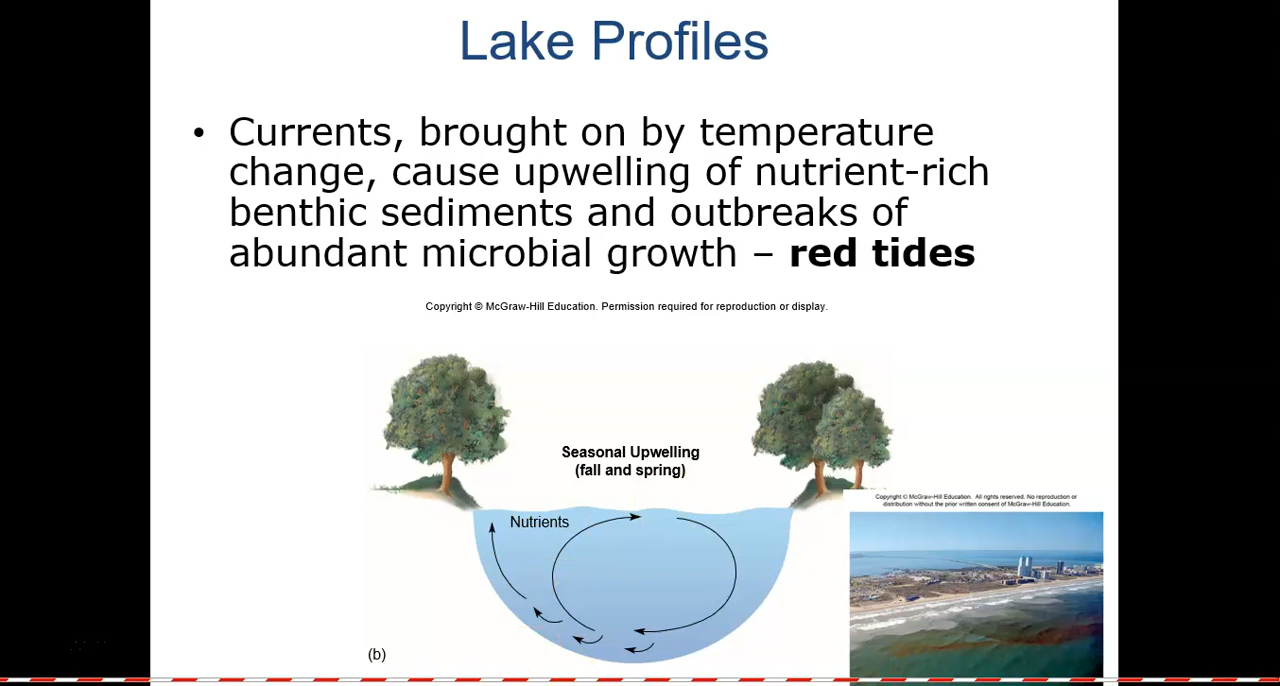 Lake Profiles
• Currents, brought on by temperature
change, cause upwelling of nutrient-rich
benthic sediments and outbreaks of
abundant microbial growth – red tides
Copyright © McGraw-Hill Education. Permission required for reproduction or display.
Seasonal Upwelling
(fall and spring)
Copyright © McGraw-Hill Education. All rights reserved. No reproduction or
distribution without the prior written consent of McGraw-Hill Education.
Nutrients
(b)